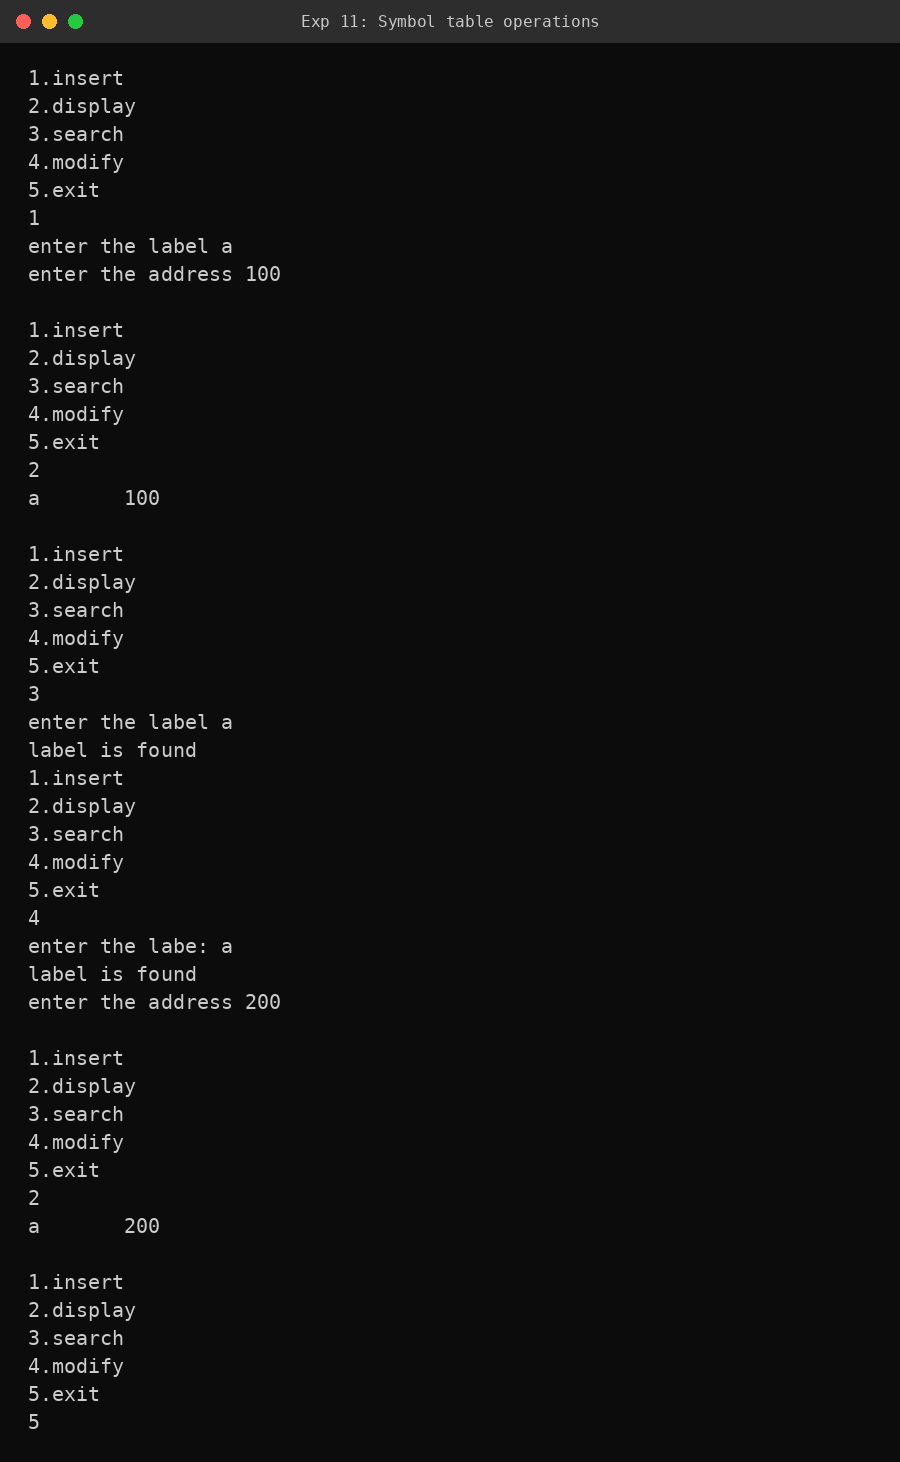 Exp 11: Symbol table operations
1.insert
2.display
3.search
4.modify
5.exit
1
enter the label a
enter the address 100
1.insert
2.display
3.search
4.modify
5.exit
2
a       100
1.insert
2.display
3.search
4.modify
5.exit
3
enter the label a
label is found
1.insert
2.display
3.search
4.modify
5.exit
4
enter the labe: a
label is found
enter the address 200
1.insert
2.display
3.search
4.modify
5.exit
2
a       200
1.insert
2.display
3.search
4.modify
5.exit
5